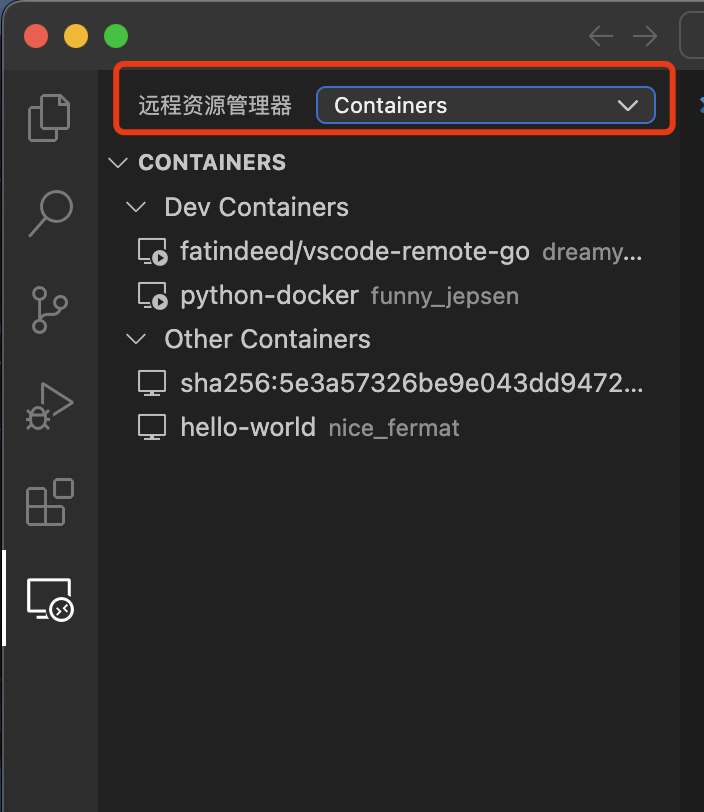 远程资源管理器 Containers
CONTAINERS
Dev Containers
fatindeed/vscode-remote-go dreamy...
python-docker funny_jepsen
Other Containers
sha256:5e3a57326be9e043dd9472...
hello-world nice_fermat